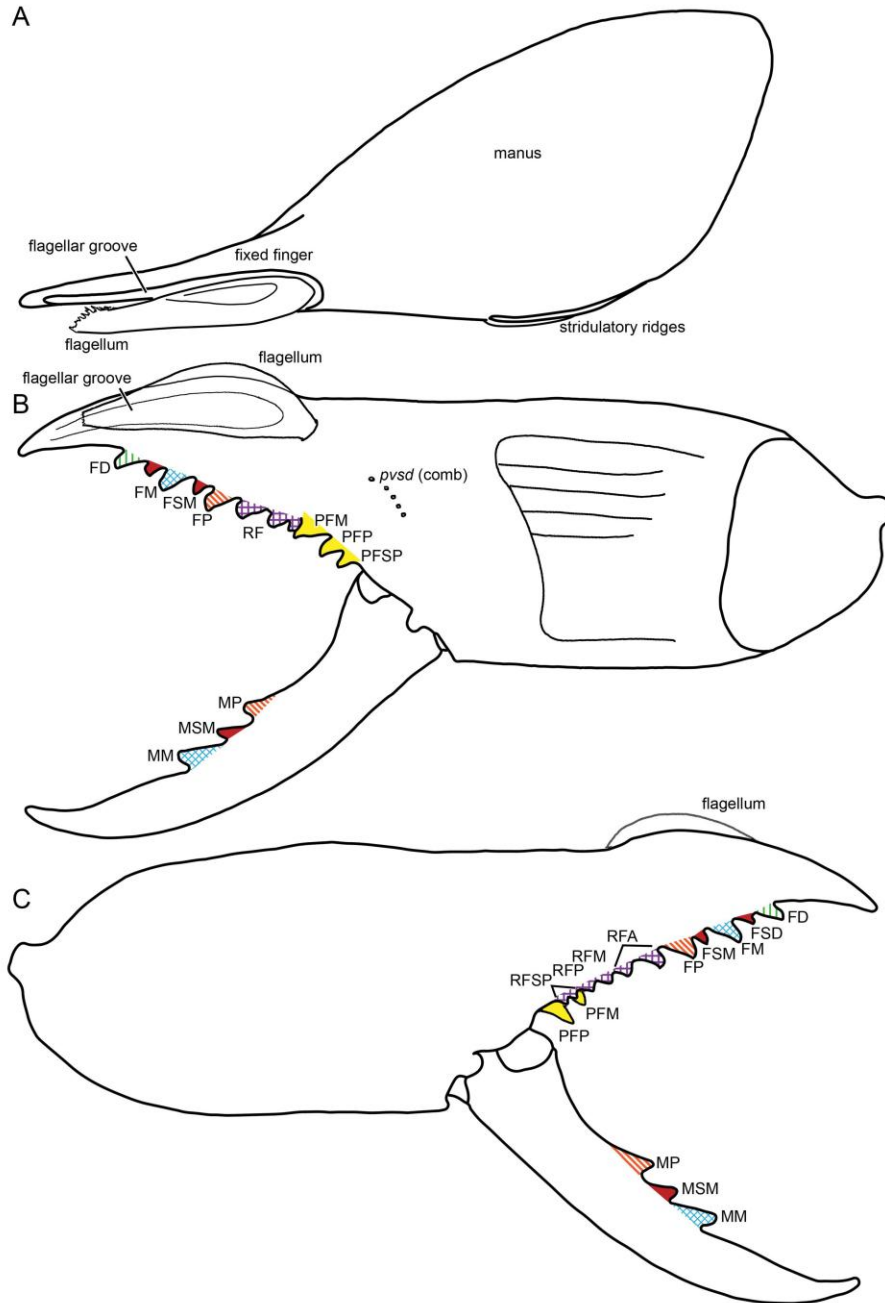 A
manus
flagellar groove
fixed finger
flagellum
stridulatory ridges
flagellum
flagellar groove
B
pvsd (comb)
FD
FM
FSM
FP
RF
PFM
PFP
PFSP
MP
MSM
MM
flagellum
C
FD
FSD
FM
FSM
FP
RFA
RFM
RFP
RFSP
PFM
PFP
MP
MSM
MM